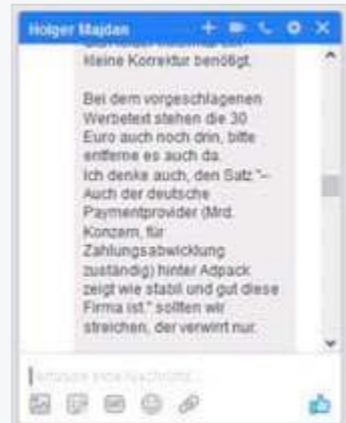 Holger Majdan
kleine Korrektur benötigt.
Bei dem vorgeschlagenen
Werbetext stehen die 30
Euro auch noch drin, bitte
entferne es auch da.
Ich denke auch, den Satz "–
Auch der deutsche
Paymentprovider (Mrd.
Konzern, für
Zahlungsabwicklung
zuständig) hinter Adpack
zeigt wie stabil und gut diese
Firma ist." sollten wir
streichen, der verwirrt nur.